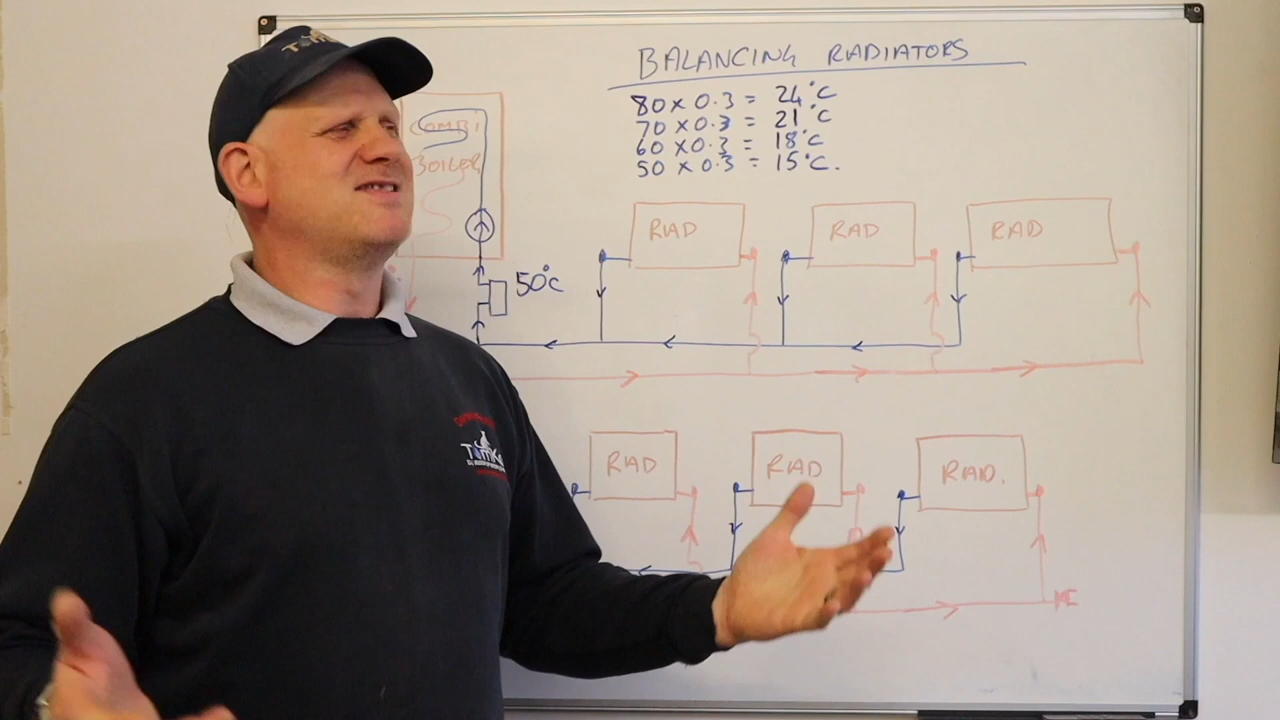 BALANCING RADIATORS
80 x 0.3 = 24°C
70 x 0.3 = 21°C
60 x 0.3 = 18°C
50 x 0.3 = 15°C.
COMBI
BOILER
50°C
RAD
RAD
RAD
RAD
RAD
RAD.